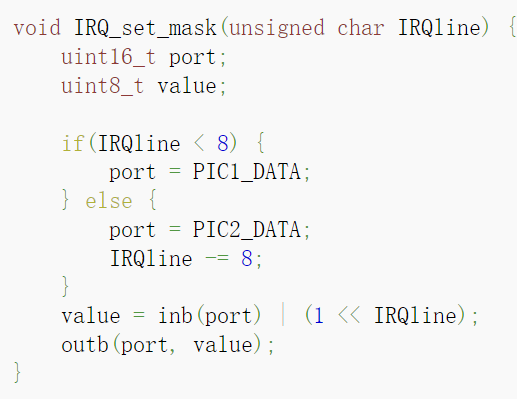 void IRQ_set_mask(unsigned char IRQline) {
    uint16_t port;
    uint8_t value;

    if(IRQline < 8) {
        port = PIC1_DATA;
    } else {
        port = PIC2_DATA;
        IRQline -= 8;
    }
    value = inb(port) | (1 << IRQline);
    outb(port, value);
}